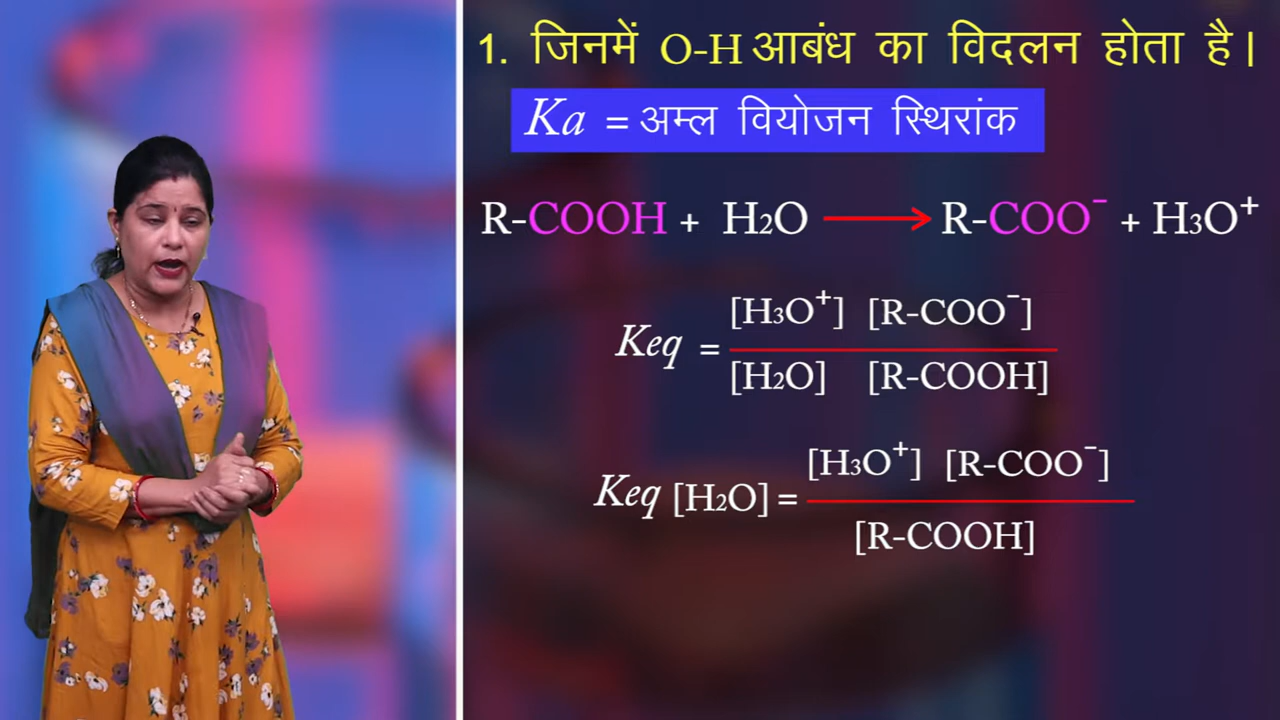 1. जिनमें O-H आबंध का विदलन होता है।
Ka = अम्ल वियोजन स्थिरांक
R-COOH + H₂O ⟶ R-COO⁻ + H₃O⁺
[H₃O⁺] [R-COO⁻]
Keq =
[H₂O] [R-COOH]
[H₃O⁺] [R-COO⁻]
Keq [H₂O] =
[R-COOH]